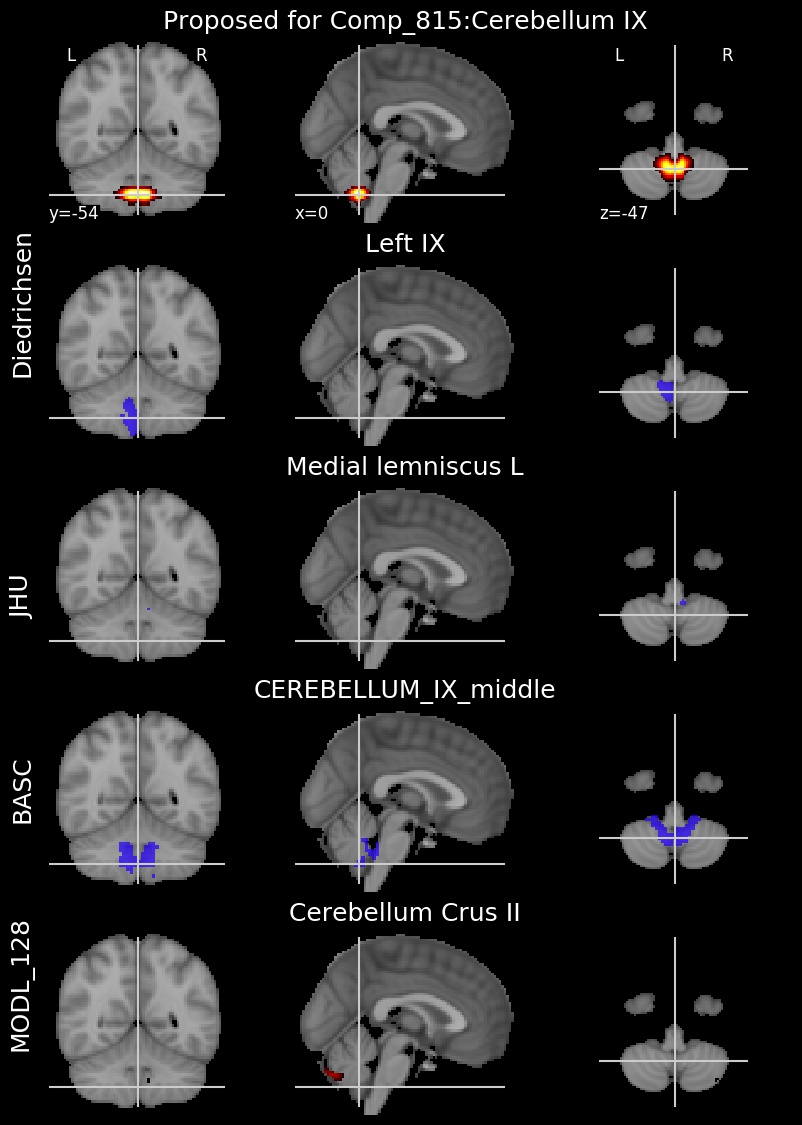 Proposed for Comp_815:Cerebellum IX
L R
L R
y=-54
x=0
z=-47
Diedrichsen
Left IX
JHU
Medial lemniscus L
BASC
CEREBELLUM_IX_middle
MODL_128
Cerebellum Crus II